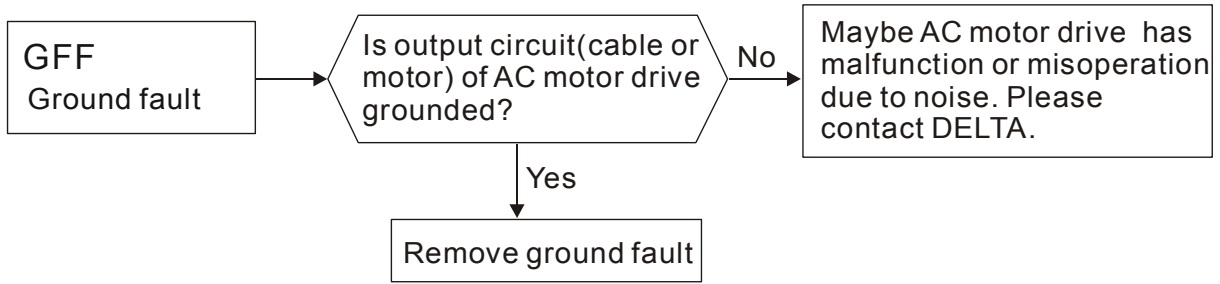 GFF
Ground fault
Is output circuit(cable or
motor) of AC motor drive
grounded?
No
Maybe AC motor drive has
malfunction or misoperation
due to noise. Please
contact DELTA.
Yes
Remove ground fault